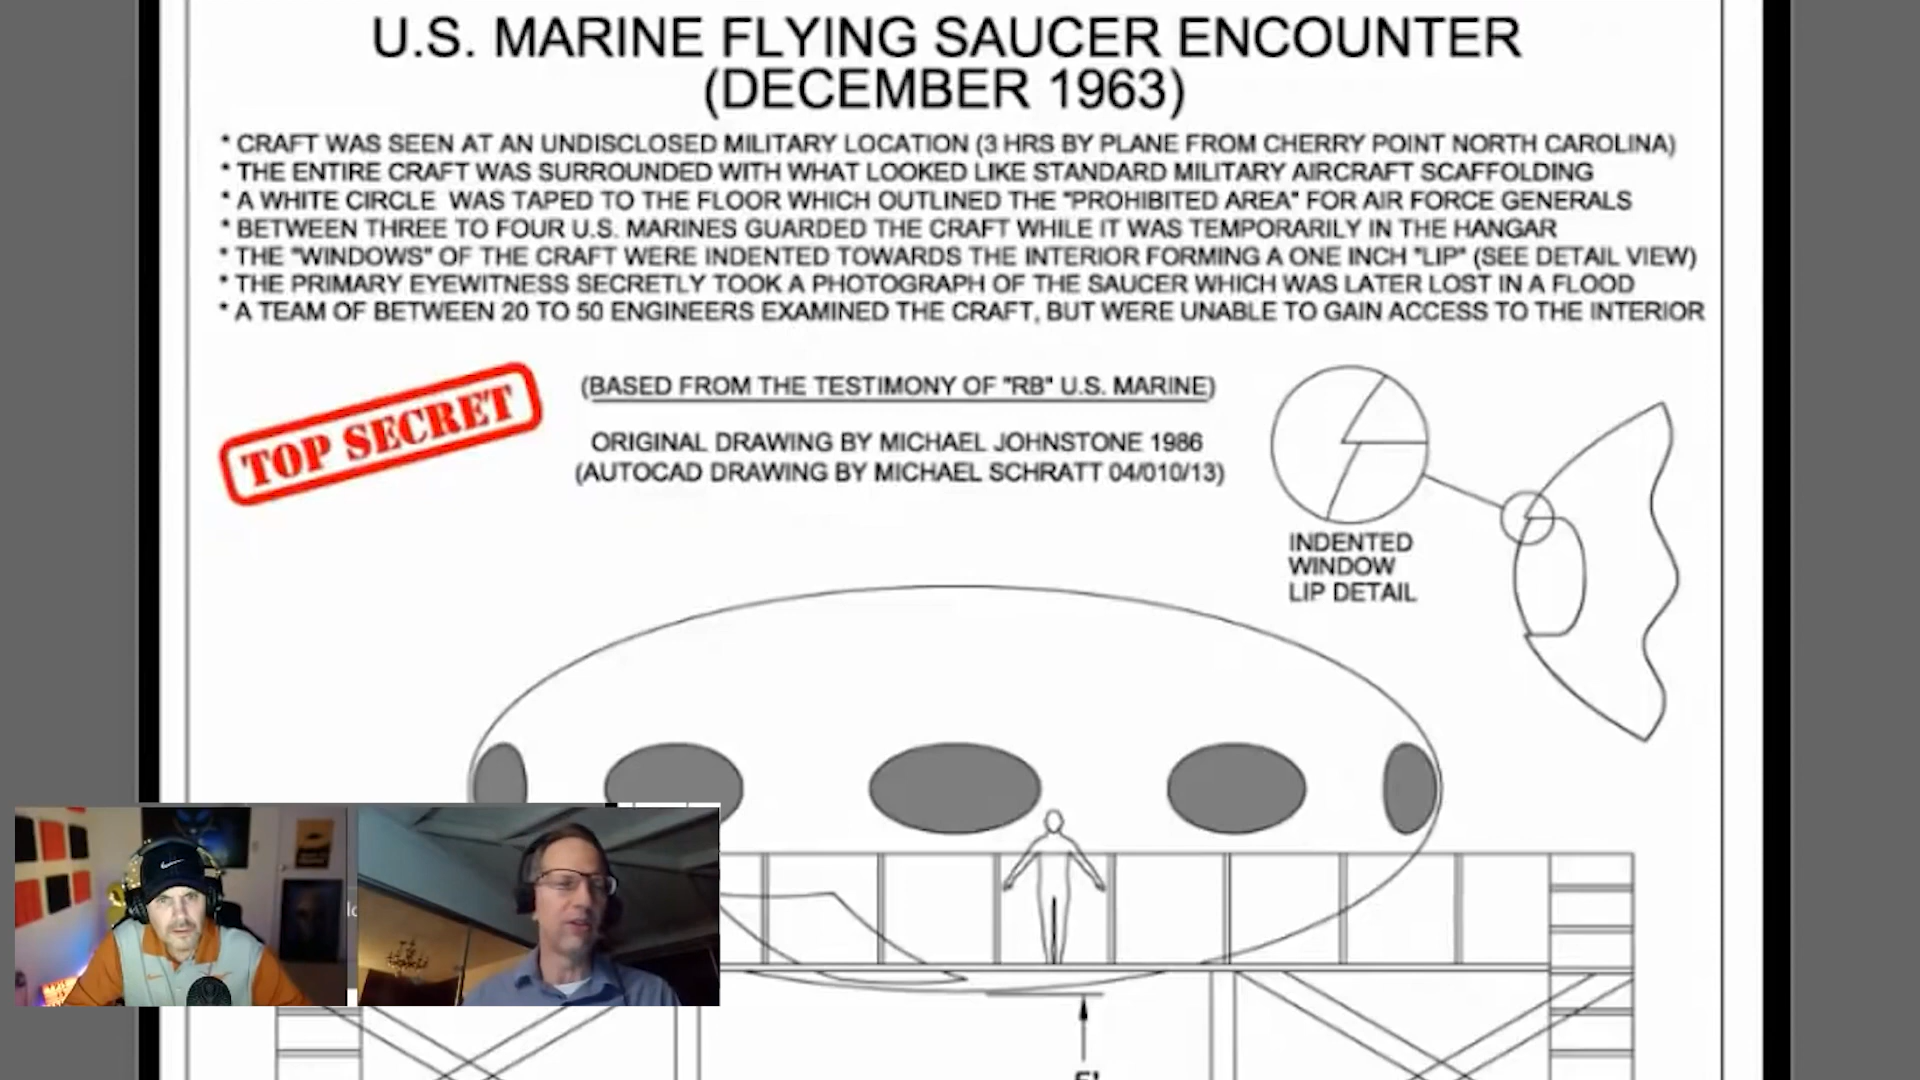 U.S. MARINE FLYING SAUCER ENCOUNTER
(DECEMBER 1963)
* CRAFT WAS SEEN AT AN UNDISCLOSED MILITARY LOCATION (3 HRS BY PLANE FROM CHERRY POINT NORTH CAROLINA)
* THE ENTIRE CRAFT WAS SURROUNDED WITH WHAT LOOKED LIKE STANDARD MILITARY AIRCRAFT SCAFFOLDING
* A WHITE CIRCLE WAS TAPED TO THE FLOOR WHICH OUTLINED THE "PROHIBITED AREA" FOR AIR FORCE GENERALS
* BETWEEN THREE TO FOUR U.S. MARINES GUARDED THE CRAFT WHILE IT WAS TEMPORARILY IN THE HANGAR
* THE "WINDOWS" OF THE CRAFT WERE INDENTED TOWARDS THE INTERIOR FORMING A ONE INCH "LIP" (SEE DETAIL VIEW)
* THE PRIMARY EYEWITNESS SECRETLY TOOK A PHOTOGRAPH OF THE SAUCER WHICH WAS LATER LOST IN A FLOOD
* A TEAM OF BETWEEN 20 TO 50 ENGINEERS EXAMINED THE CRAFT, BUT WERE UNABLE TO GAIN ACCESS TO THE INTERIOR
TOP SECRET
(BASED FROM THE TESTIMONY OF "RB" U.S. MARINE)
ORIGINAL DRAWING BY MICHAEL JOHNSTONE 1986
(AUTOCAD DRAWING BY MICHAEL SCHRATT 04/010/13)
INDENTED
WINDOW
LIP DETAIL